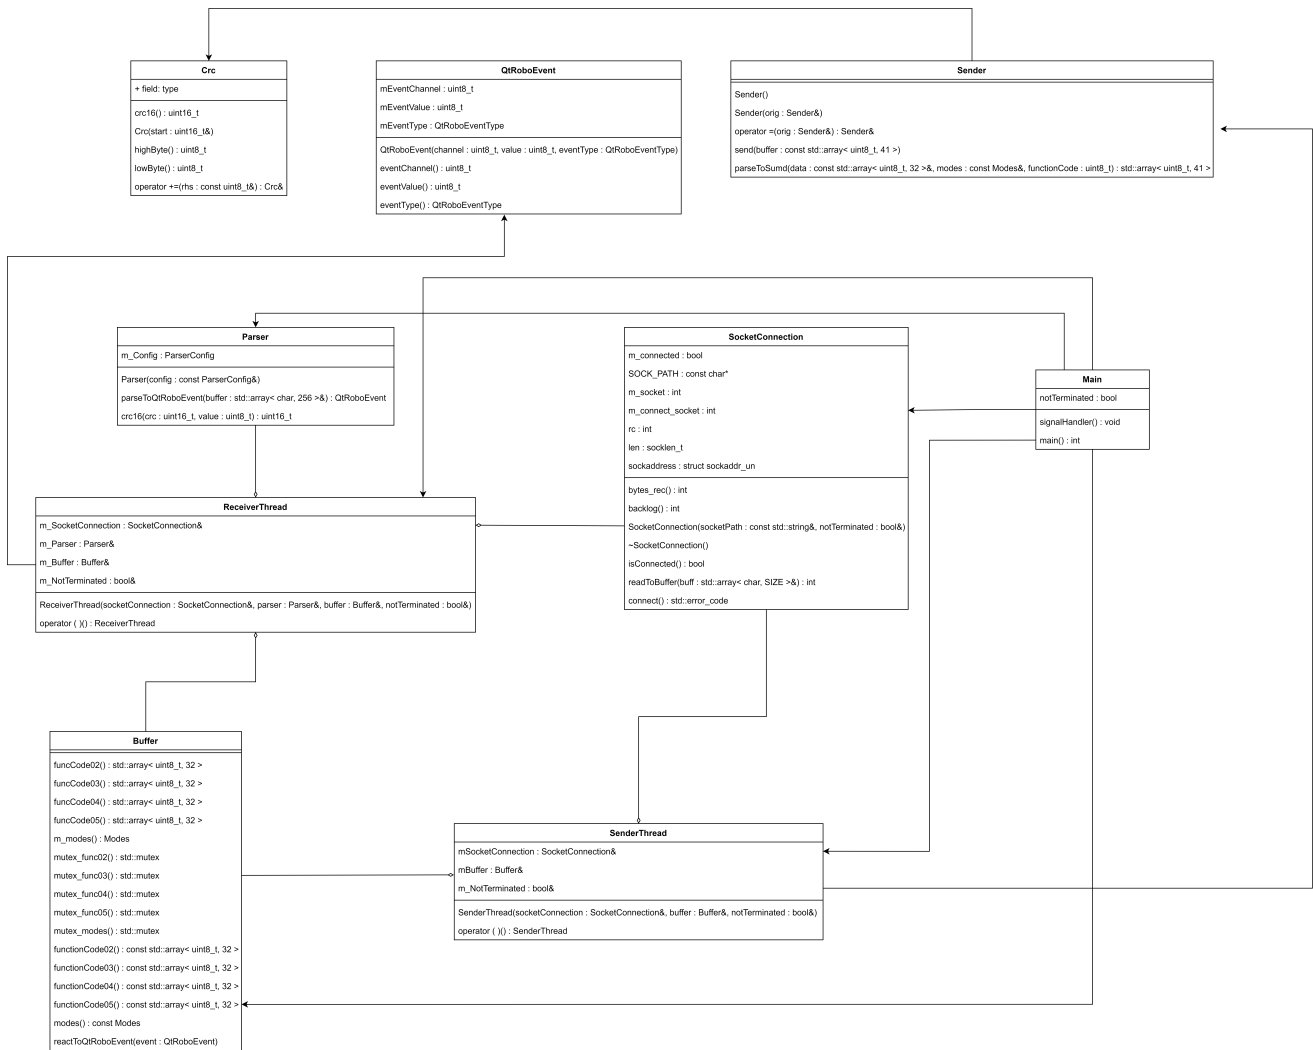 Crc
+ field: type
crc16() : uint16_t
Crc(start : uint16_t&)
highByte() : uint8_t
lowByte() : uint8_t
operator +=(rhs : const uint8_t&) : Crc&
QtRoboEvent
mEventChannel : uint8_t
mEventValue : uint8_t
mEventType : QtRoboEventType
QtRoboEvent(channel : uint8_t, value : uint8_t, eventType : QtRoboEventType)
eventChannel() : uint8_t
eventValue() : uint8_t
eventType() : QtRoboEventType
Sender
Sender()
Sender(orig : Sender&)
operator =(orig : Sender&) : Sender&
send(buffer : const std::array< uint8_t, 41 >)
parseToSumd(data : const std::array< uint8_t, 32 >&, modes : const Modes&, functionCode : uint8_t) : std::array< uint8_t, 41 >
Parser
m_Config : ParserConfig
Parser(config : const ParserConfig&)
parseToQtRoboEvent(buffer : std::array< char, 256 >&) : QtRoboEvent
crc16(crc : uint16_t, value : uint8_t) : uint16_t
SocketConnection
m_connected : bool
SOCK_PATH : const char*
m_socket : int
m_connect_socket : int
rc : int
len : socklen_t
sockaddress : struct sockaddr_un
bytes_rec() : int
backlog() : int
SocketConnection(socketPath : const std::string&, notTerminated : bool&)
~SocketConnection()
isConnected() : bool
readToBuffer(buff : std::array< char, SIZE >&) : int
connect() : std::error_code
Main
notTerminated : bool
signalHandler() : void
main() : int
ReceiverThread
m_SocketConnection : SocketConnection&
m_Parser : Parser&
m_Buffer : Buffer&
m_NotTerminated : bool&
ReceiverThread(socketConnection : SocketConnection&, parser : Parser&, buffer : Buffer&, notTerminated : bool&)
operator ( )() : ReceiverThread
Buffer
funcCode02() : std::array< uint8_t, 32 >
funcCode03() : std::array< uint8_t, 32 >
funcCode04() : std::array< uint8_t, 32 >
funcCode05() : std::array< uint8_t, 32 >
m_modes() : Modes
mutex_func02() : std::mutex
mutex_func03() : std::mutex
mutex_func04() : std::mutex
mutex_func05() : std::mutex
mutex_modes() : std::mutex
functionCode02() : const std::array< uint8_t, 32 >
functionCode03() : const std::array< uint8_t, 32 >
functionCode04() : const std::array< uint8_t, 32 >
functionCode05() : const std::array< uint8_t, 32 >
modes() : const Modes
reactToQtRoboEvent(event : QtRoboEvent)
SenderThread
mSocketConnection : SocketConnection&
mBuffer : Buffer&
m_NotTerminated : bool&
SenderThread(socketConnection : SocketConnection&, buffer : Buffer&, notTerminated : bool&)
operator ( )() : SenderThread